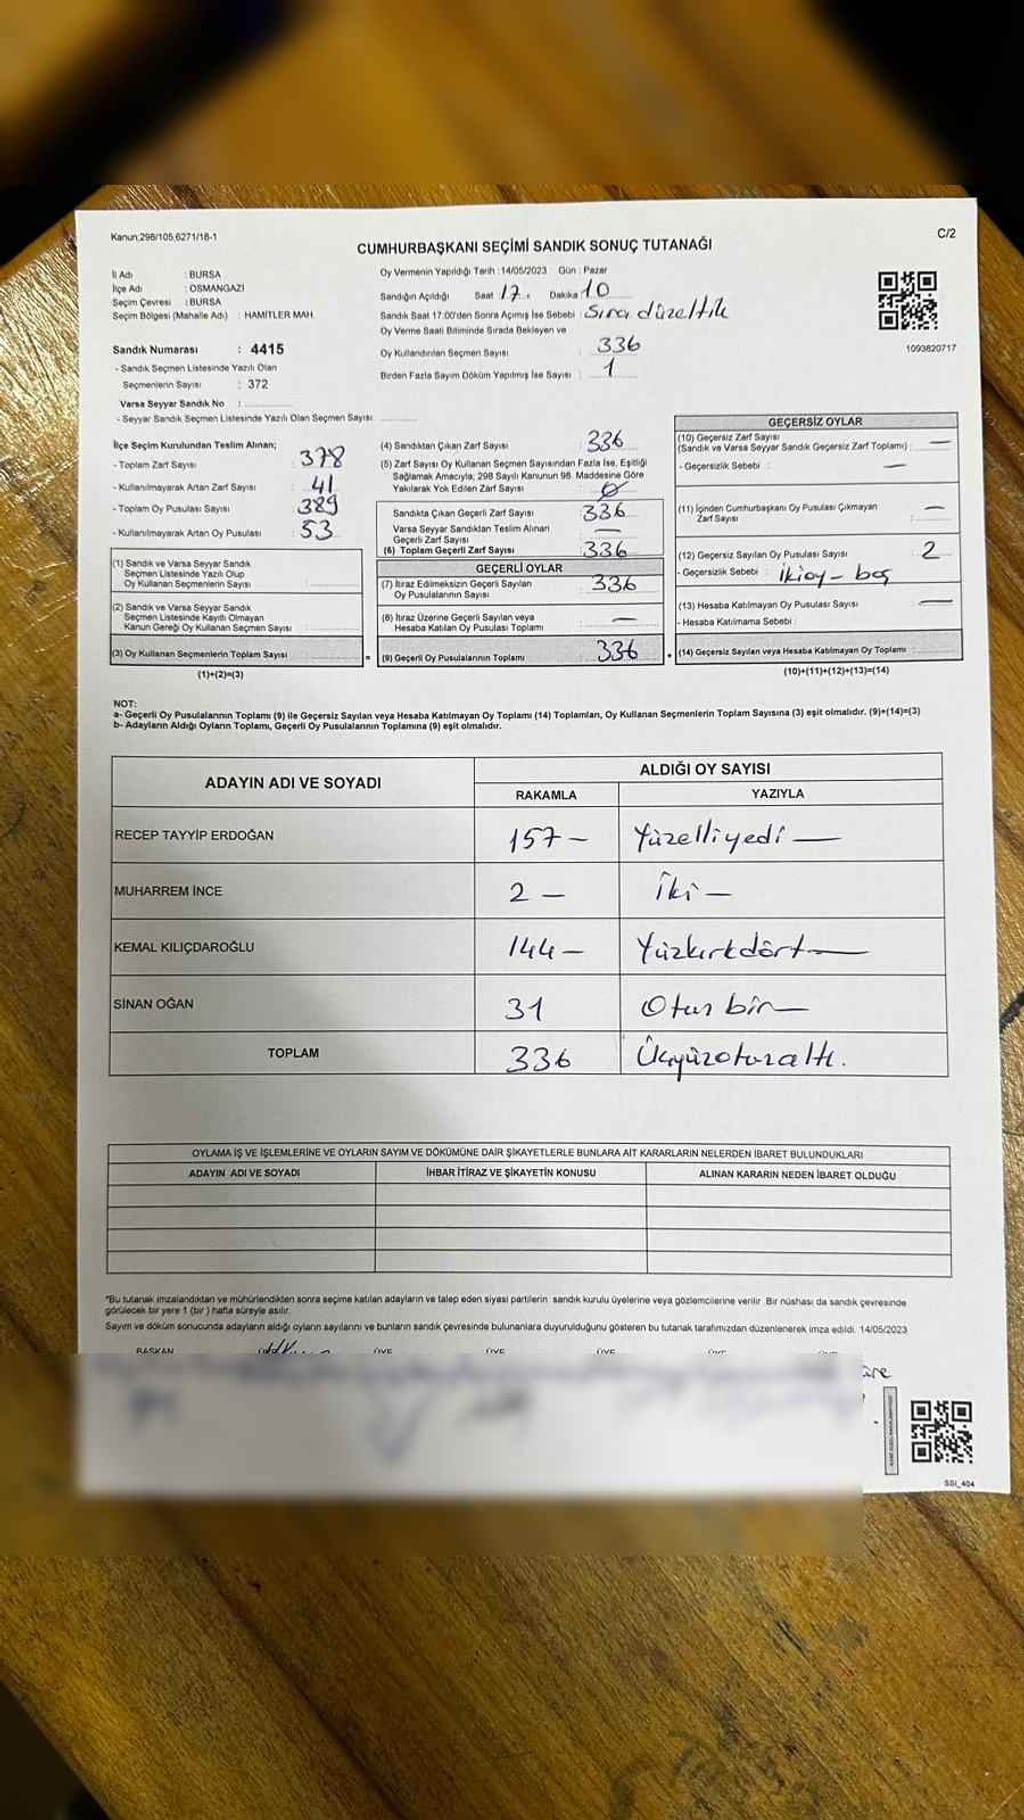 Kanun;298/105,6271/18-1
C/2
CUMHURBAŞKANI SEÇİMİ SANDIK SONUÇ TUTANAĞI
İl Adı : BURSA
İlçe Adı : OSMANGAZİ
Seçim Çevresi : BURSA
Seçim Bölgesi (Mahalle Adı) : HAMİTLER MAH.
Oy Vermenin Yapıldığı Tarih :14/05/2023 Gün : Pazar
Sandığın Açıldığı Saat 17. Dakika 10
Sandık Saat 17:00'den Sonra Açımış İse Sebebi : Sıra düzeltik
Oy Verme Saati Bitiminde Sırada Bekleyen ve
Oy Kullandırılan Seçmen Sayısı : 336
Birden Fazla Sayım Döküm Yapılmış İse Sayısı : 1
1093820717
Sandık Numarası : 4415
- Sandık Seçmen Listesinde Yazılı Olan
Seçmenlerin Sayısı : 372
Varsa Seyyar Sandık No :
- Seyyar Sandık Seçmen Listesinde Yazılı Olan Seçmen Sayısı:
İlçe Seçim Kurulundan Teslim Alınan;
- Toplam Zarf Sayısı : 378
- Kullanılmayarak Artan Zarf Sayısı : 41
- Toplam Oy Pusulası Sayısı : 389
- Kullanılmayarak Artan Oy Pusulası : 53
(1) Sandık ve Varsa Seyyar Sandık
Seçmen Listesinde Yazılı Olup
Oy Kullanan Seçmenlerin Sayısı :
(2) Sandık ve Varsa Seyyar Sandık
Seçmen Listesinde Kayıtlı Olmayan
Kanun Gereği Oy Kullanan Seçmen Sayısı :
(3) Oy Kullanan Seçmenlerin Toplam Sayısı :
(1)+(2)=(3)
(4) Sandıktan Çıkan Zarf Sayısı : 336
(5) Zarf Sayısı Oy Kullanan Seçmen Sayısından Fazla İse, Eşitliği
Sağlamak Amacıyla; 298 Sayılı Kanunun 98. Maddesine Göre
Yakılarak Yok Edilen Zarf Sayısı : 0
Sandıkta Çıkan Geçerli Zarf Sayısı : 336
Varsa Seyyar Sandıktan Teslim Alınan
Geçerli Zarf Sayısı : —
(6) Toplam Geçerli Zarf Sayısı : 336
GEÇERLİ OYLAR
(7) İtiraz Edilmeksizin Geçerli Sayılan
Oy Pusulalarının Sayısı : 336
(8) İtiraz Üzerine Geçerli Sayılan veya
Hesaba Katılan Oy Pusulası Toplamı : —
(9) Geçerli Oy Pusulalarının Toplamı : 336
GEÇERSİZ OYLAR
(10) Geçersiz Zarf Sayısı
(Sandık ve Varsa Seyyar Sandık Geçersiz Zarf Toplamı) : —
- Geçersizlik Sebebi : —
(11) İçinden Cumhurbaşkanı Oy Pusulası Çıkmayan
Zarf Sayısı : —
(12) Geçersiz Sayılan Oy Pusulası Sayısı : 2
- Geçersizlik Sebebi : iki oy - boş
(13) Hesaba Katılmayan Oy Pusulası Sayısı : —
- Hesaba Katılmama Sebebi :
(14) Geçersiz Sayılan veya Hesaba Katılmayan Oy Toplamı :
(10)+(11)+(12)+(13)=(14)
NOT:
a- Geçerli Oy Pusulalarının Toplamı (9) ile Geçersiz Sayılan veya Hesaba Katılmayan Oy Toplamı (14) Toplamları, Oy Kullanan Seçmenlerin Toplam Sayısına (3) eşit olmalıdır. (9)+(14)=(3)
b- Adayların Aldığı Oyların Toplamı, Geçerli Oy Pusulalarının Toplamına (9) eşit olmalıdır.
ADAYIN ADI VE SOYADI
ALDIĞI OY SAYISI
RAKAMLA YAZIYLA
RECEP TAYYİP ERDOĞAN 157 – Yüzelliyedi —
MUHARREM İNCE 2 – İki –
KEMAL KILIÇDAROĞLU 144 – Yüzkırkdört —
SİNAN OĞAN 31 Otuz bir —
TOPLAM 336 Üçyüzotuzaltı.
OYLAMA İŞ VE İŞLEMLERİNE VE OYLARIN SAYIM VE DÖKÜMÜNE DAİR ŞİKAYETLERLE BUNLARA AİT KARARLARIN NELERDEN İBARET BULUNDUKLARI
ADAYIN ADI VE SOYADI İHBAR İTİRAZ VE ŞİKAYETİN KONUSU ALINAN KARARIN NEDEN İBARET OLDUĞU
*Bu tutanak imzalandıktan ve mühürlendikten sonra seçime katılan adayların ve talep eden siyasi partilerin sandık kurulu üyelerine veya gözlemcilerine verilir. Bir nüshası da sandık çevresinde
görülecek bir yere 1 (bir) hafta süreyle asılır.
Sayım ve döküm sonucunda adayların aldığı oyların sayılarını ve bunların sandık çevresinde bulunanlara duyurulduğunu gösteren bu tutanak tarafımızdan düzenlenerek imza edildi. 14/05/2023
BAŞKAN ÜYE ÜYE ÜYE
SSI_404